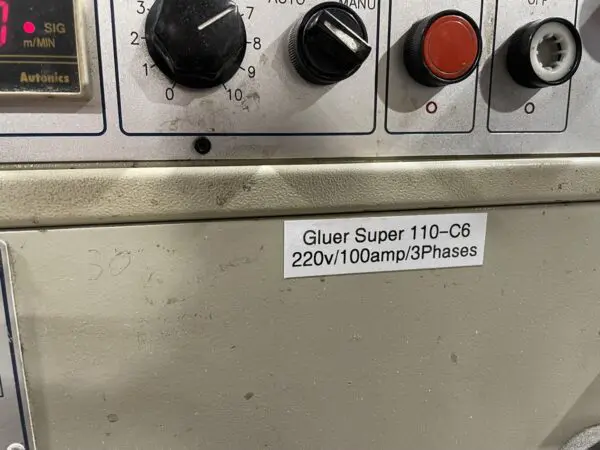 SIG
m/MIN
Autonics
3
2
1
0
7
8
9
10
AUTO
MANU
OFF
Gluer Super 110-C6
220v/100amp/3Phases
30